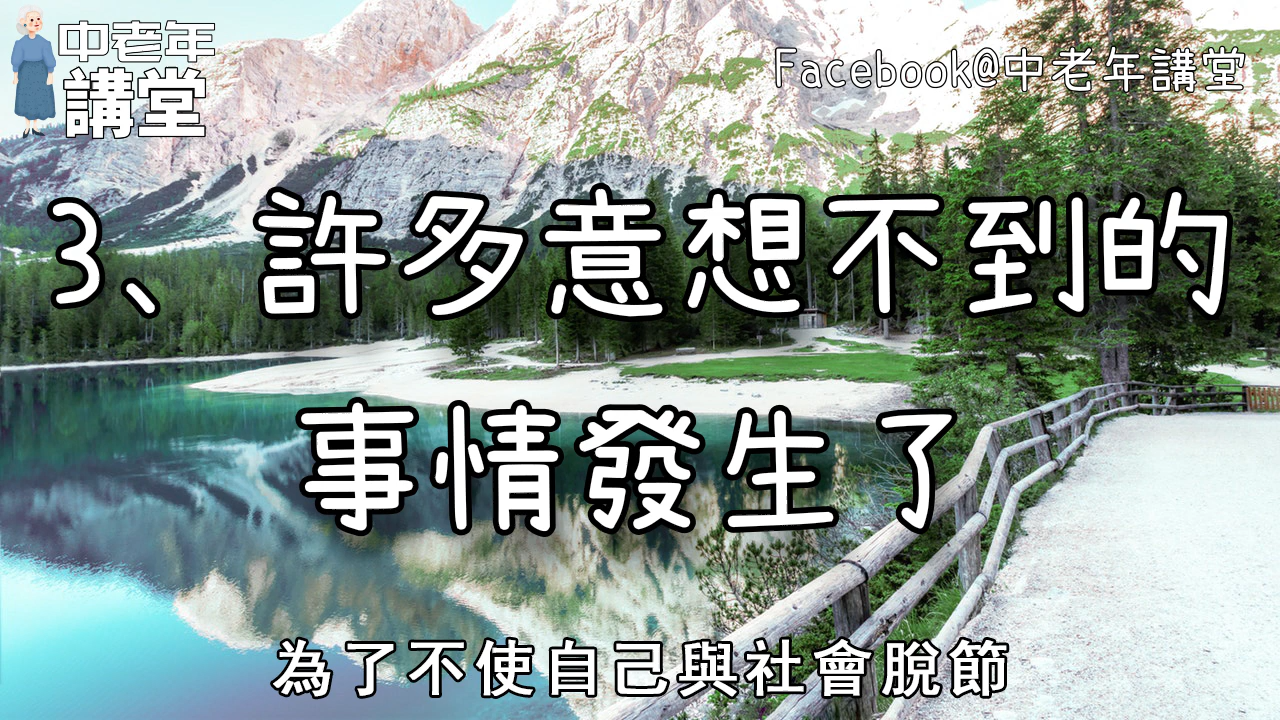 中老年
講堂
Facebook@中老年講堂
3、許多意想不到的
事情發生了
為了不使自己與社會脫節